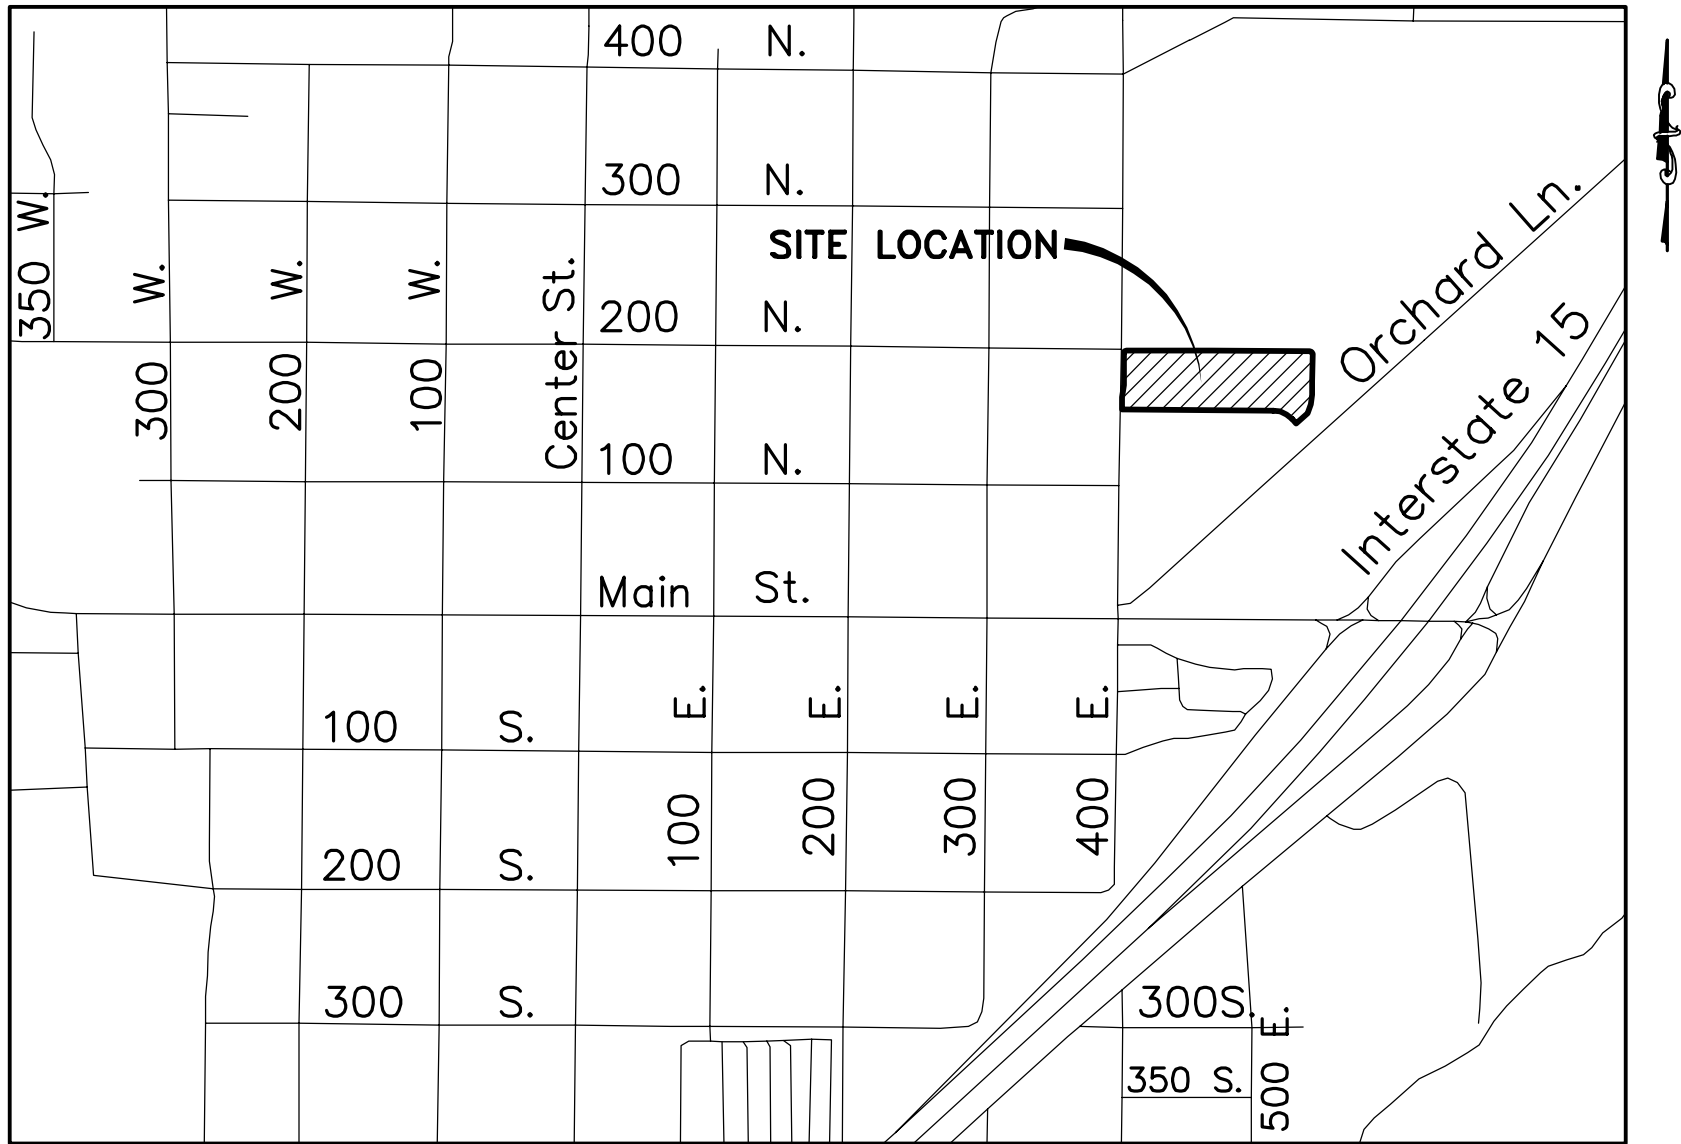 400 N.
300 N.
SITE LOCATION
200 N.
100 N.
Main St.
350 W.
300 W.
200 W.
100 W.
Center St.
Orchard Ln.
Interstate 15
100 S.
200 S.
300 S.
100 E.
200 E.
300 E.
400 E.
300S.
350 S.
500 E.